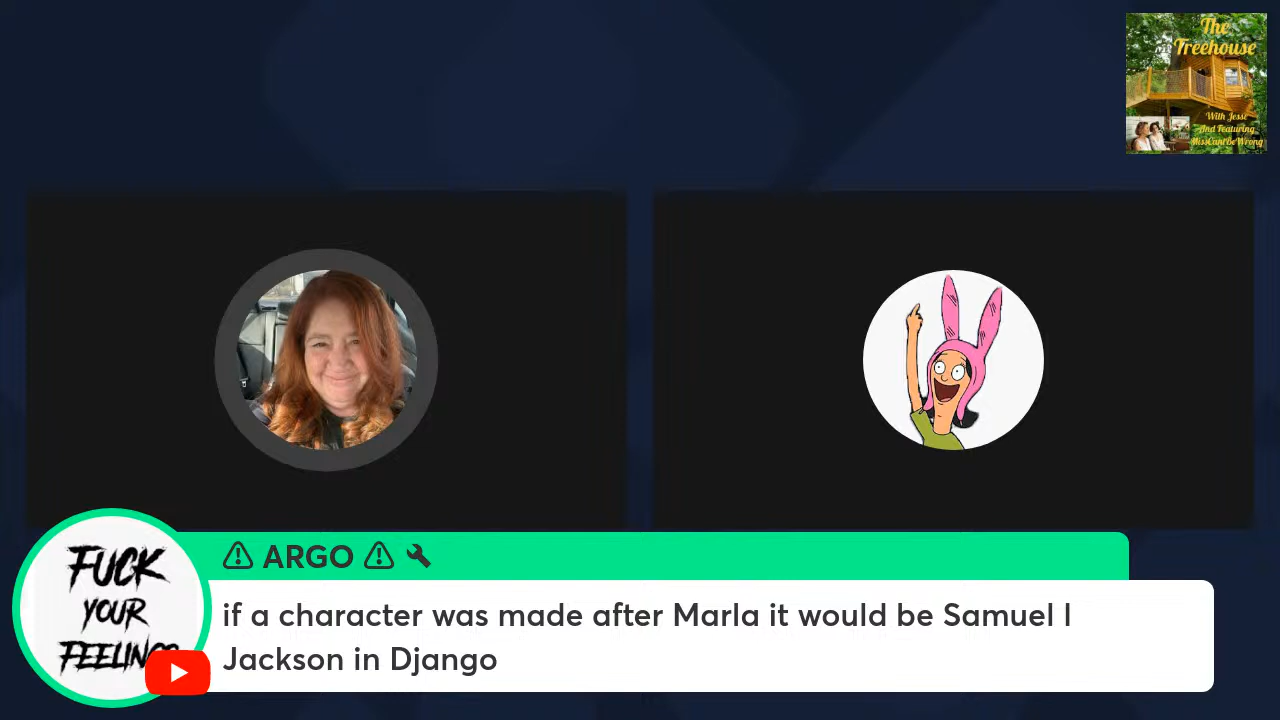 The
Treehouse
With Jesse
And Featuring
MissCantBeWrong
FUCK
YOUR
FEELINGS
⚠ ARGO ⚠ 🔧
if a character was made after Marla it would be Samuel l
Jackson in Django